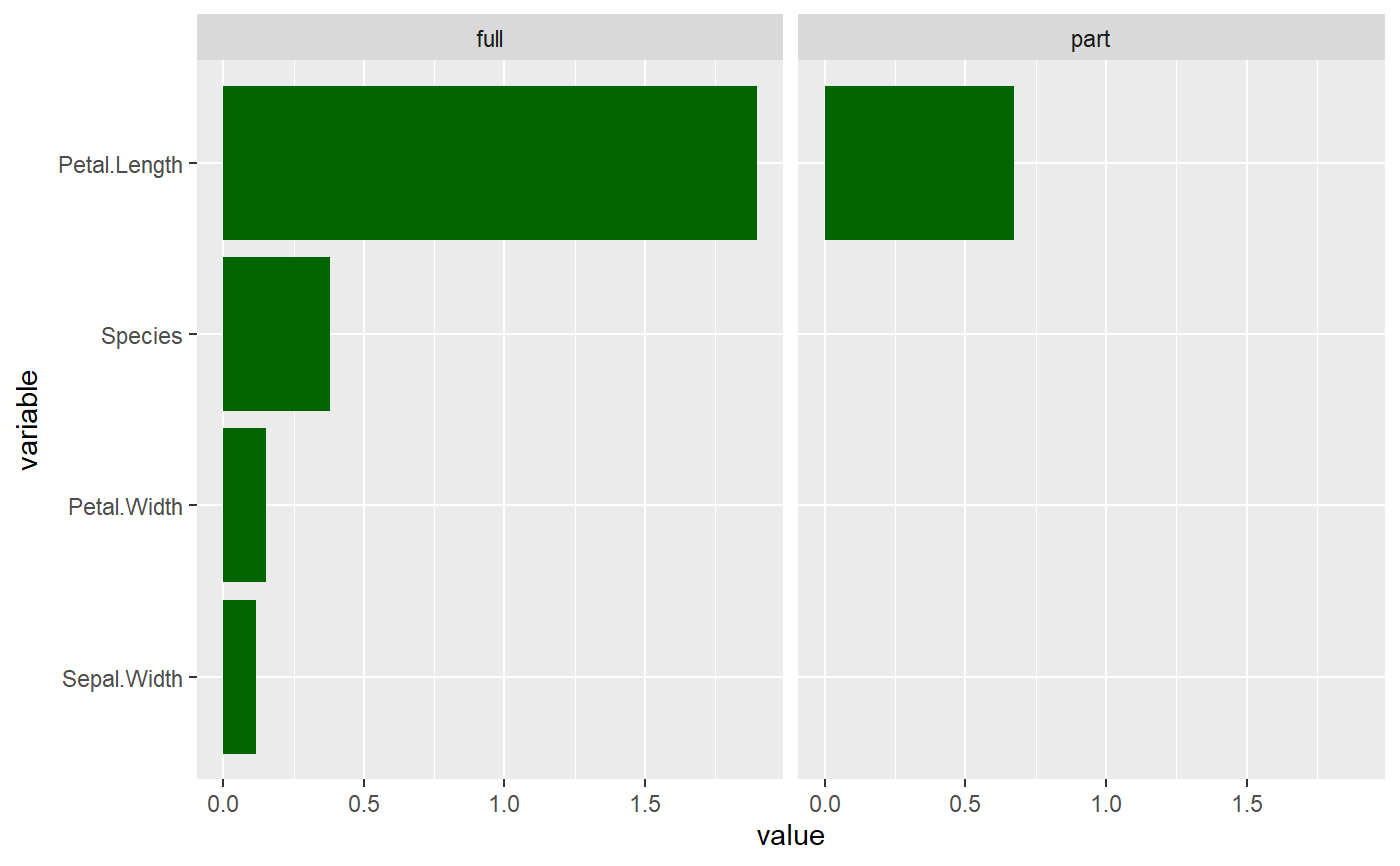 full
part
Petal.Length
Species
Petal.Width
Sepal.Width
variable
0.0 0.5 1.0 1.5
0.0 0.5 1.0 1.5
value